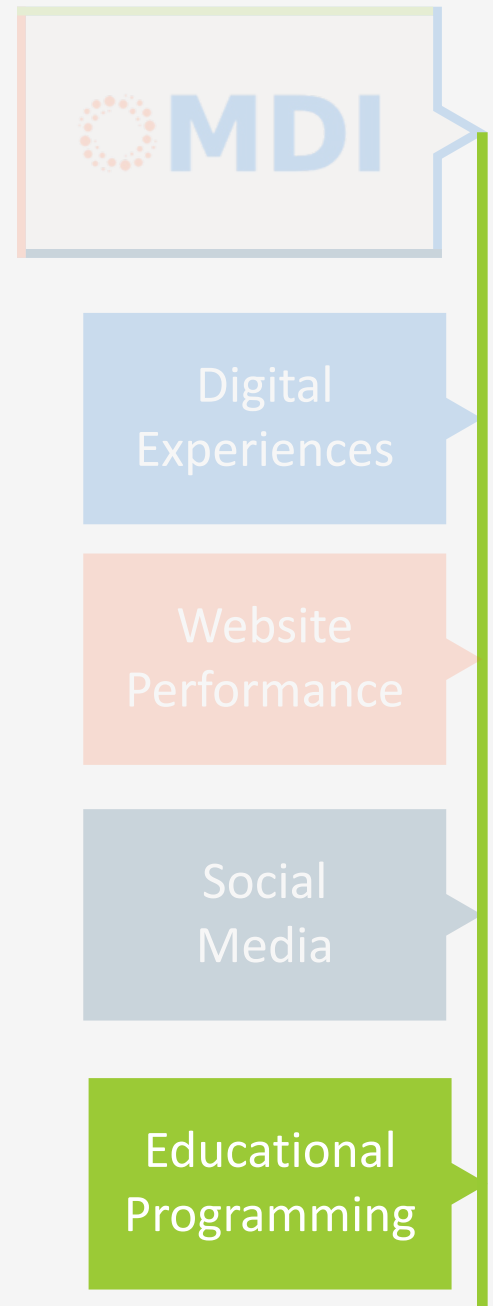 MDI
Digital
Experiences
Website
Performance
Social
Media
Educational
Programming